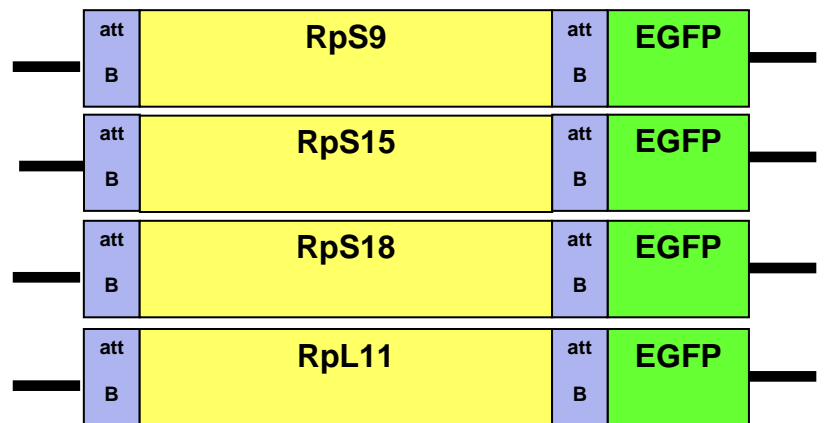 att RpS9 att EGFP
B B
att RpS15 att EGFP
B B
att RpS18 att EGFP
B B
att RpL11 att EGFP
B B